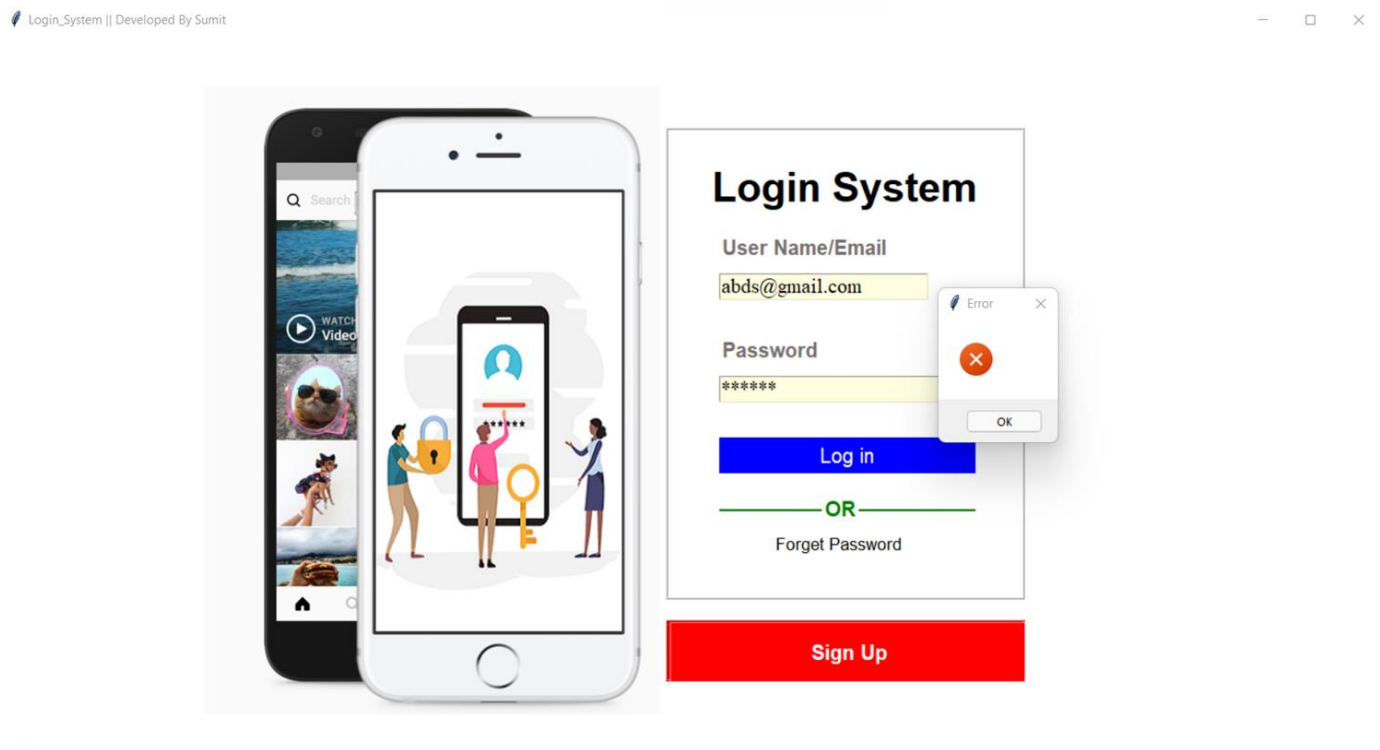 Login_System || Developed By Sumit
Search
WATCH
Video
******
Login System
User Name/Email
abds@gmail.com
Error
Password
******
OK
Log in
OR
Forget Password
Sign Up